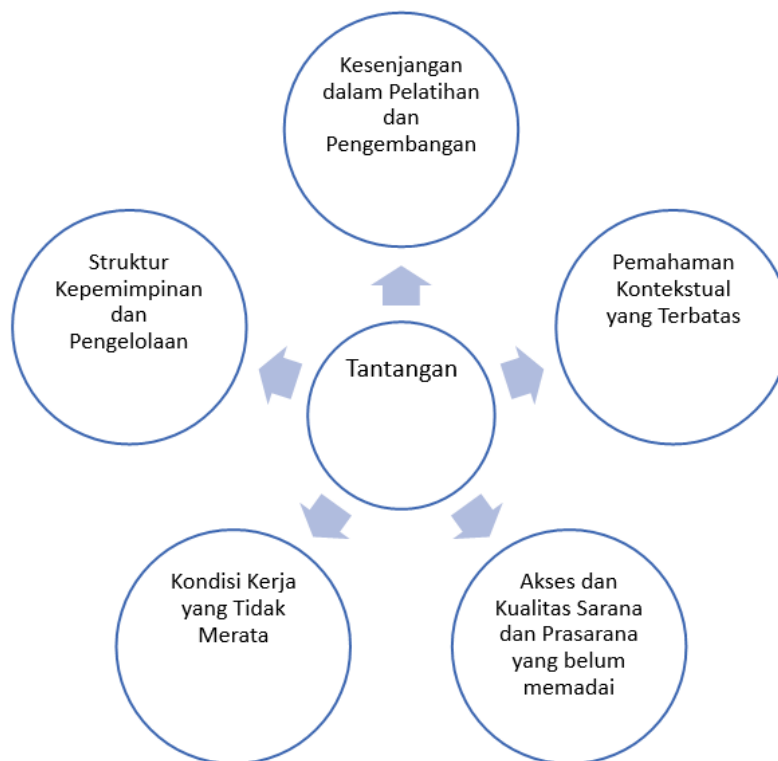 Kesenjangan
dalam Pelatihan
dan
Pengembangan
Struktur
Kepemimpinan
dan
Pengelolaan
Pemahaman
Kontekstual
yang Terbatas
Tantangan
Kondisi Kerja
yang Tidak
Merata
Akses dan
Kualitas Sarana
dan Prasarana
yang belum
memadai